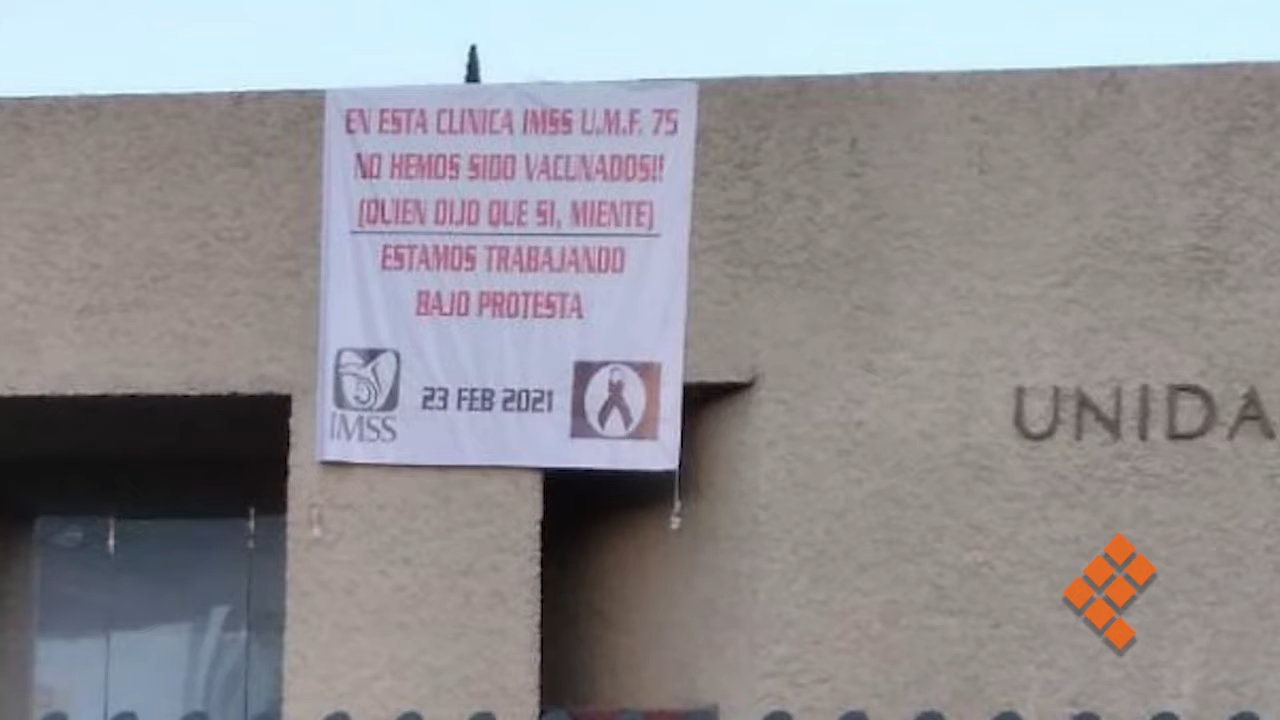 EN ESTA CLINICA IMSS U.M.F. 75
NO HEMOS SIDO VACUNADOS!!
(QUIEN DIJO QUE SI, MIENTE)
ESTAMOS TRABAJANDO
BAJO PROTESTA
IMSS
23 FEB 2021
UNIDA